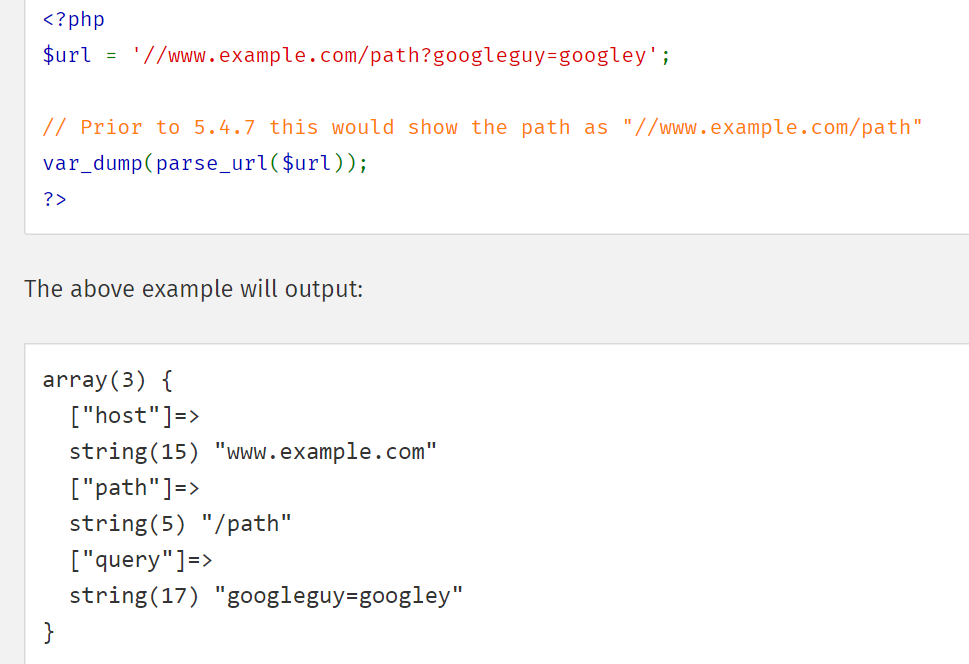 <?php
$url = '//www.example.com/path?googleguy=googley';
// Prior to 5.4.7 this would show the path as "//www.example.com/path"
var_dump(parse_url($url));
?>
The above example will output:
array(3) {
  ["host"]=>
  string(15) "www.example.com"
  ["path"]=>
  string(5) "/path"
  ["query"]=>
  string(17) "googleguy=googley"
}